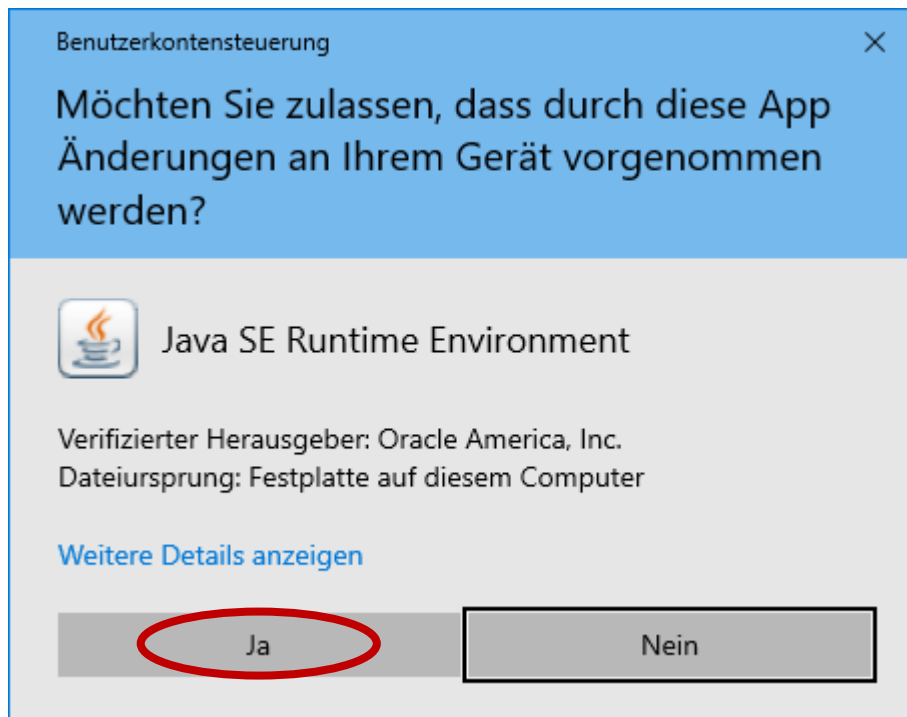 Benutzerkontensteuerung
Möchten Sie zulassen, dass durch diese App
Änderungen an Ihrem Gerät vorgenommen
werden?
Java SE Runtime Environment
Verifizierter Herausgeber: Oracle America, Inc.
Dateiursprung: Festplatte auf diesem Computer
Weitere Details anzeigen
Ja
Nein